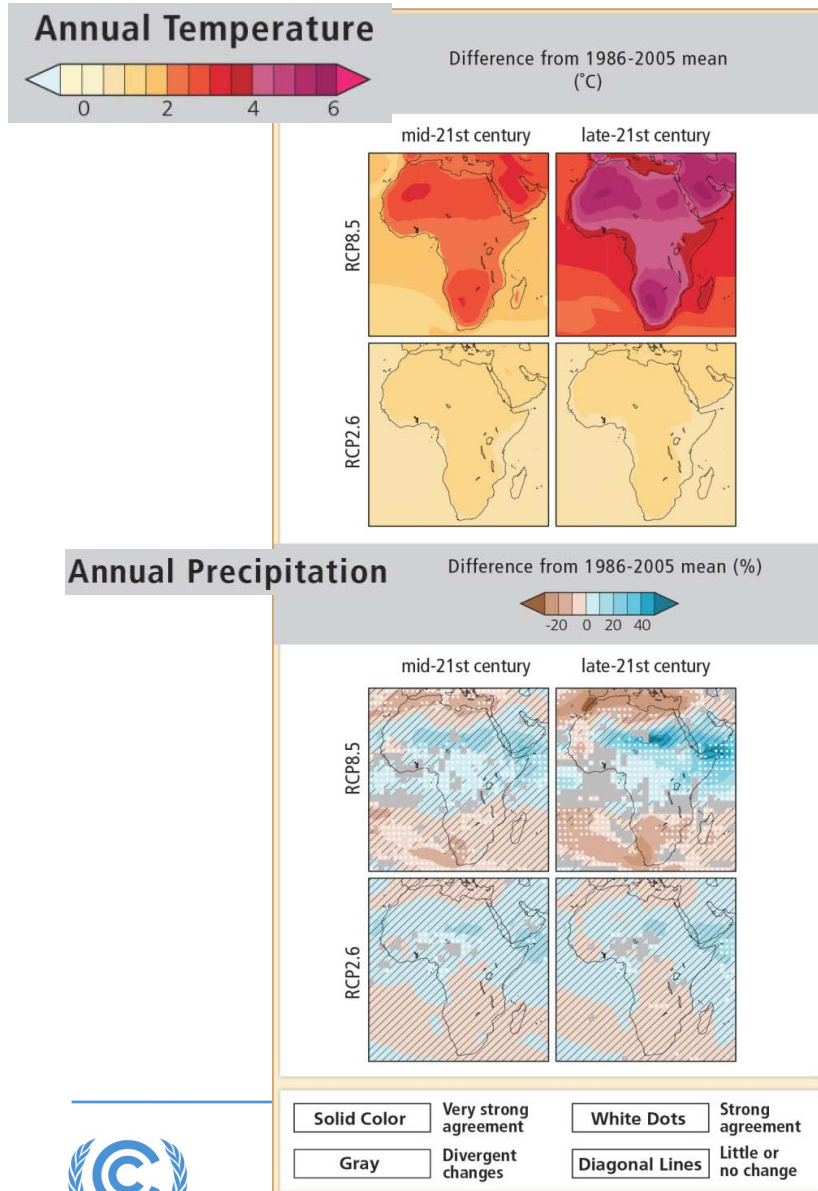 Annual Temperature
0 2 4 6
Difference from 1986-2005 mean
(˚C)
mid-21st century late-21st century
RCP8.5
RCP2.6
Annual Precipitation
Difference from 1986-2005 mean (%)
-20 0 20 40
mid-21st century late-21st century
RCP8.5
RCP2.6
Solid Color
Very strong
agreement
White Dots
Strong
agreement
Gray
Divergent
changes
Diagonal Lines
Little or
no change